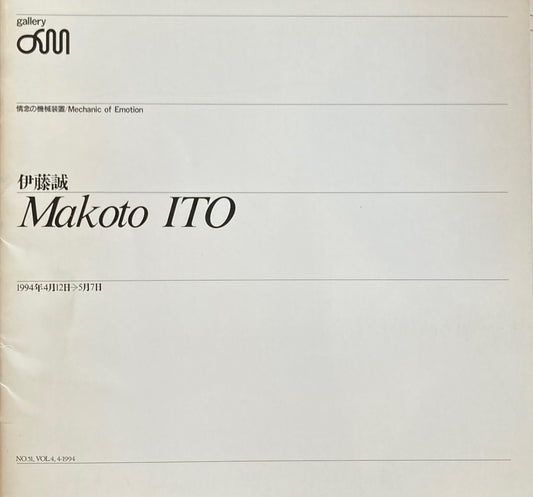 gallery
αM
情念の機械装置/Mechanic of Emotion
伊藤誠
Makoto ITO
1994年4月12日→5月7日
NO.51, VOL.4, 4-1994